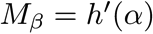 M_β = h′(α)